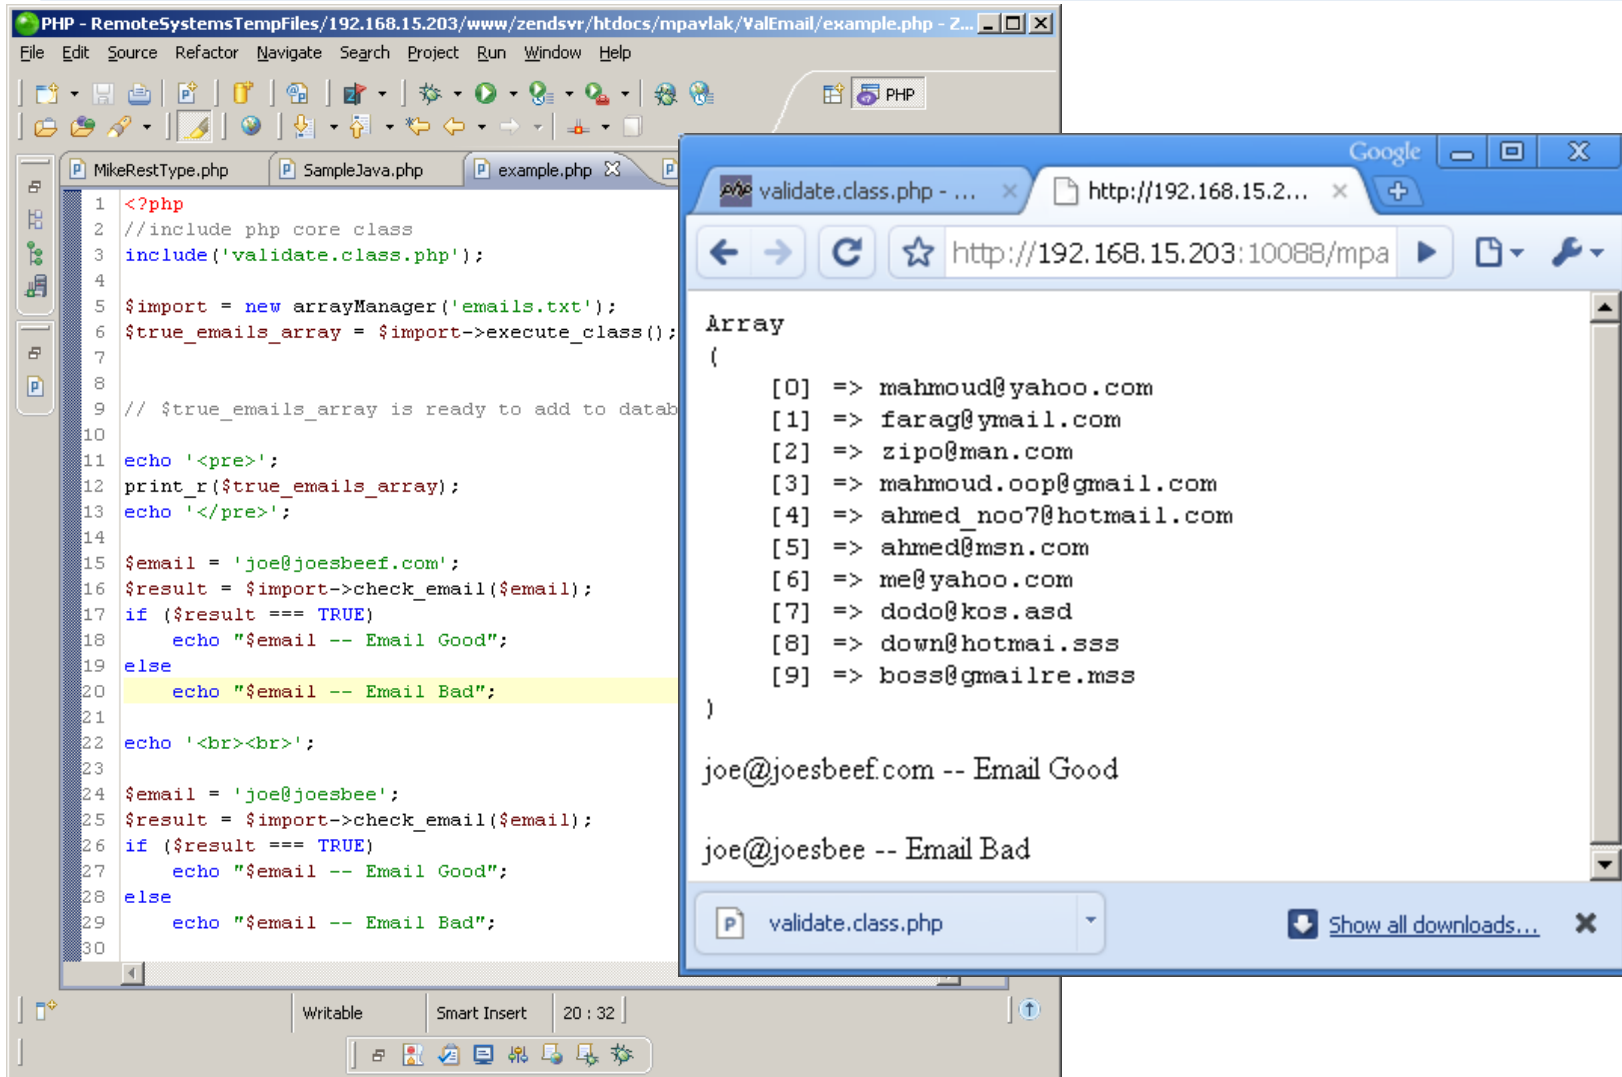 PHP - RemoteSystemsTempFiles/192.168.15.203/www/zendsvr/htdocs/mpavlak/ValEmail/example.php - Z...
File Edit Source Refactor Navigate Search Project Run Window Help
PHP
MikeRestType.php SampleJava.php example.php
1 <?php
2 //include php core class
3 include('validate.class.php');
4
5 $import = new arrayManager('emails.txt');
6 $true_emails_array = $import->execute_class();
7
8
9 // $true_emails_array is ready to add to datab
10
11 echo '<pre>';
12 print_r($true_emails_array);
13 echo '</pre>';
14
15 $email = 'joe@joesbeef.com';
16 $result = $import->check_email($email);
17 if ($result === TRUE)
18 echo "$email -- Email Good";
19 else
20 echo "$email -- Email Bad";
21
22 echo '<br><br>';
23
24 $email = 'joe@joesbee';
25 $result = $import->check_email($email);
26 if ($result === TRUE)
27 echo "$email -- Email Good";
28 else
29 echo "$email -- Email Bad";
30
Writable Smart Insert 20 : 32
Google
validate.class.php - ... http://192.168.15.2...
http://192.168.15.203:10088/mpa
Array
(
[0] => mahmoud@yahoo.com
[1] => farag@ymail.com
[2] => zipo@man.com
[3] => mahmoud.oop@gmail.com
[4] => ahmed_noo7@hotmail.com
[5] => ahmed@msn.com
[6] => me@yahoo.com
[7] => dodo@kos.asd
[8] => down@hotmai.sss
[9] => boss@gmailre.mss
)
joe@joesbeef.com -- Email Good
joe@joesbee -- Email Bad
validate.class.php
Show all downloads...